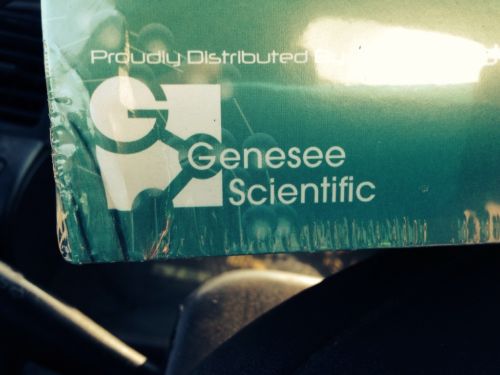 Proudly Distributed
Genesee
Scientific